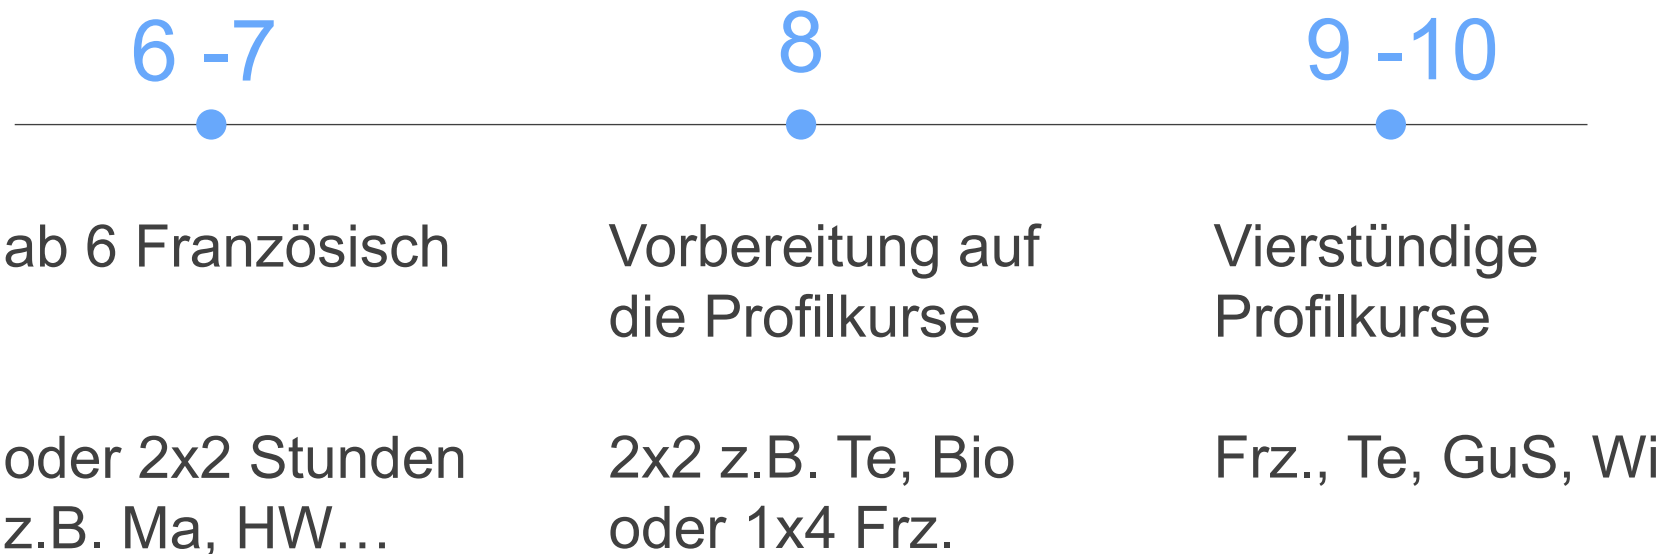 6 -7
8
9 -10
ab 6 Französisch
oder 2x2 Stunden
z.B. Ma, HW…
Vorbereitung auf
die Profilkurse
2x2 z.B. Te, Bio
oder 1x4 Frz.
Vierstündige
Profilkurse
Frz., Te, GuS, Wi